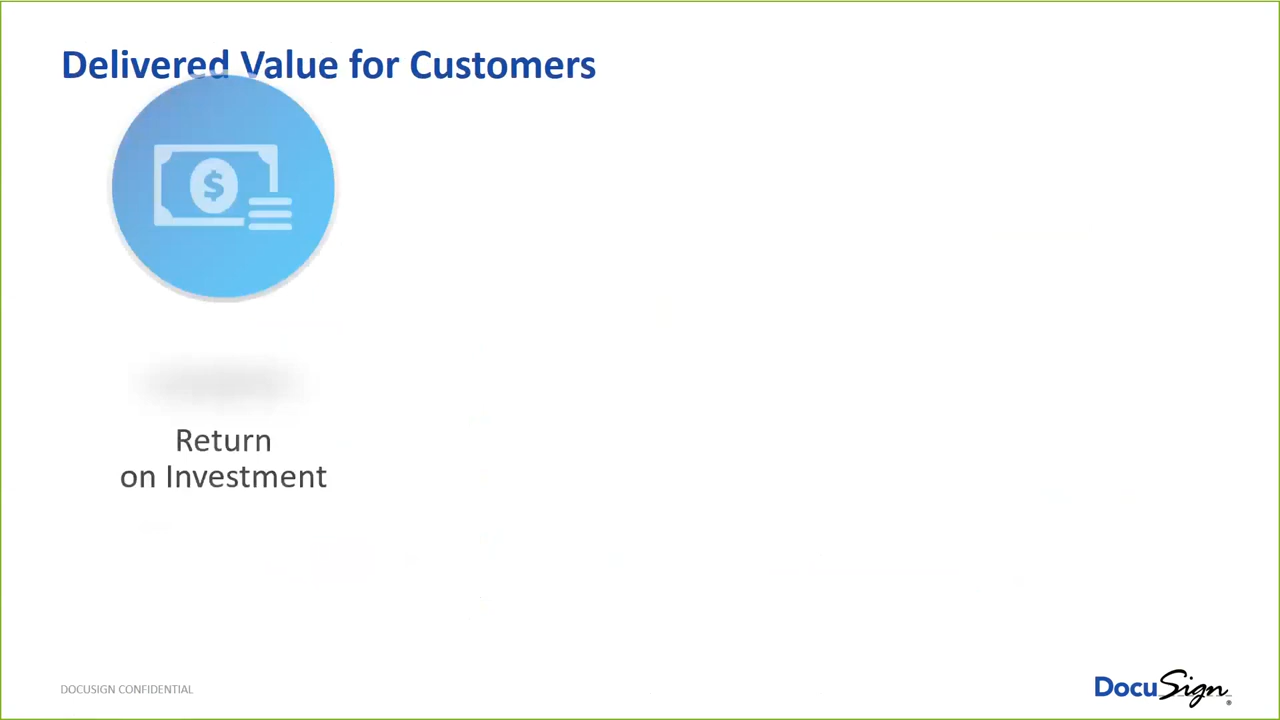 Delivered Value for Customers
$
Return
on Investment
DOCUSIGN CONFIDENTIAL
DocuSign®